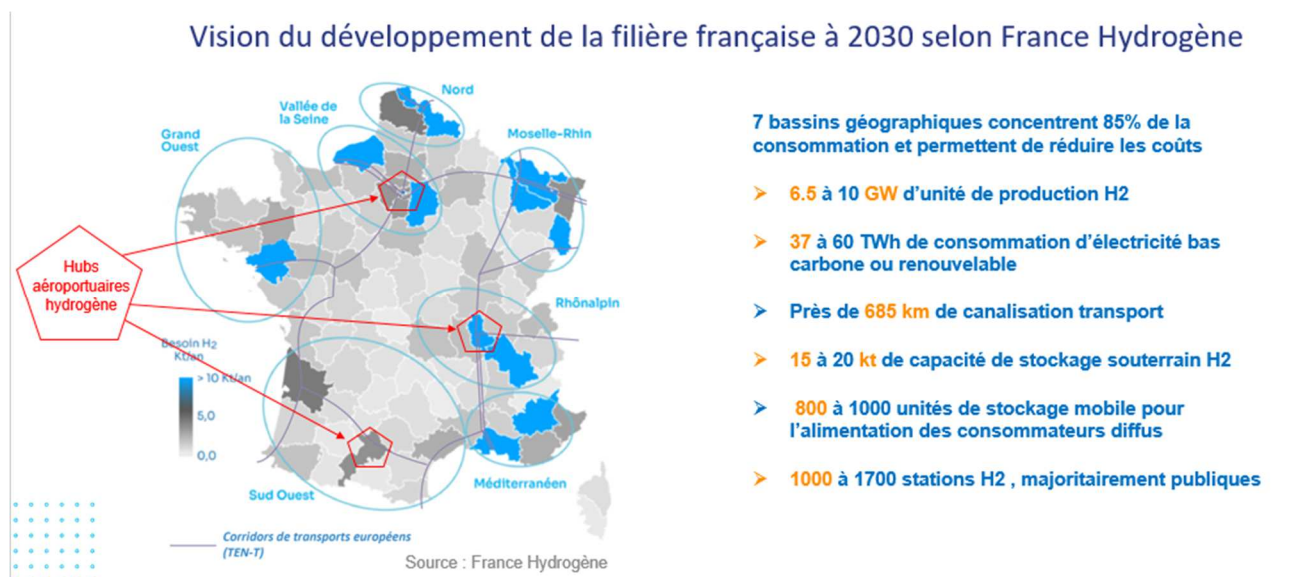 Vision du développement de la filière française à 2030 selon France Hydrogène
Nord
Vallée de
la Seine
Grand
Ouest
Moselle-Rhin
Hubs
aéroportuaires
hydrogène
Rhônalpin
Besoin H2
Kt/an
> 10 Kt/an
5,0
0,0
Sud Ouest
Méditerranéen
Corridors de transports européens
(TEN-T)
Source : France Hydrogène
7 bassins géographiques concentrent 85% de la
consommation et permettent de réduire les coûts
6.5 à 10 GW d’unité de production H2
37 à 60 TWh de consommation d’électricité bas
carbone ou renouvelable
Près de 685 km de canalisation transport
15 à 20 kt de capacité de stockage souterrain H2
800 à 1000 unités de stockage mobile pour
l’alimentation des consommateurs diffus
1000 à 1700 stations H2 , majoritairement publiques